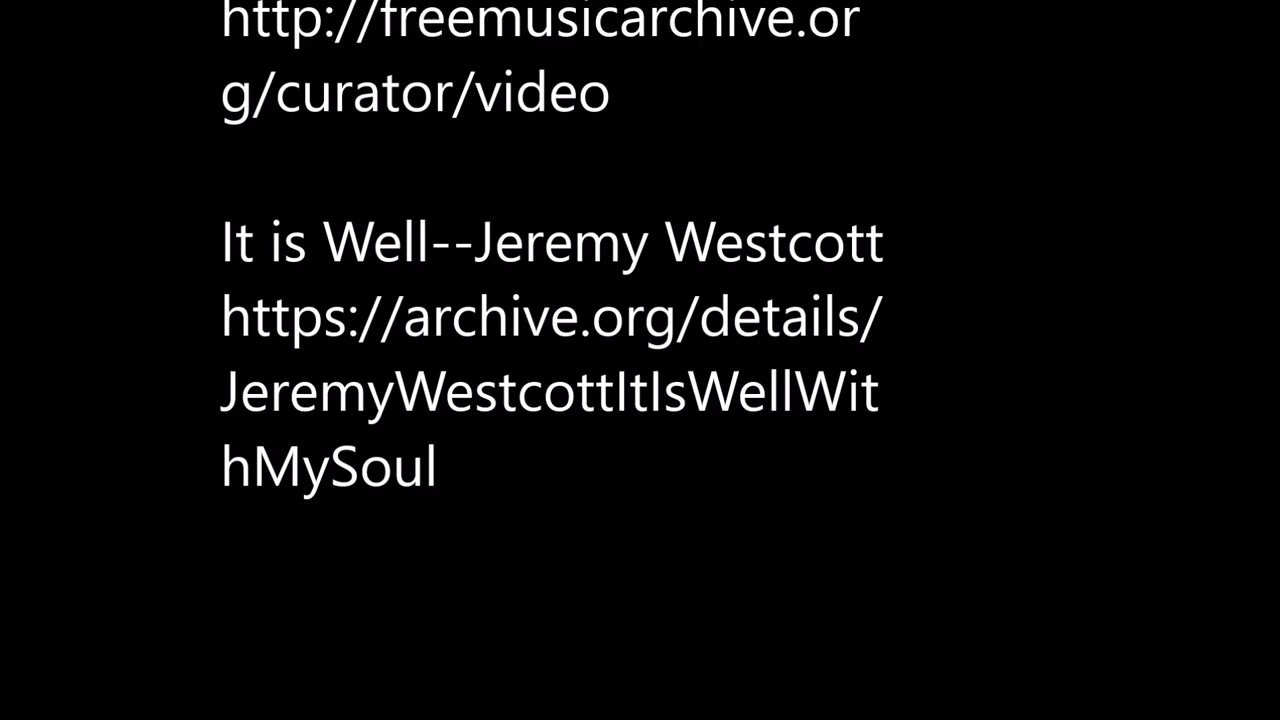 http://freemusicarchive.or
g/curator/video
It is Well--Jeremy Westcott
https://archive.org/details/
JeremyWestcottItIsWellWit
hMySoul